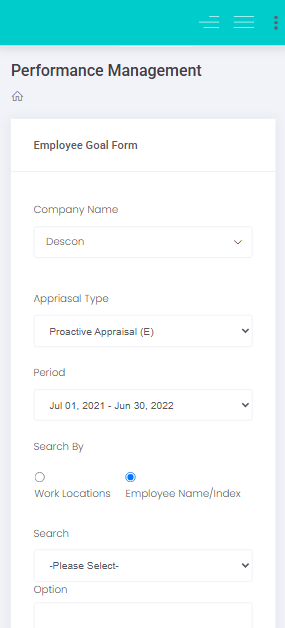 Performance Management
Employee Goal Form
Company Name
Descon
Appriasal Type
Proactive Appraisal (E)
Period
Jul 01, 2021 - Jun 30, 2022
Search By
Work Locations
Employee Name/Index
Search
-Please Select-
Option